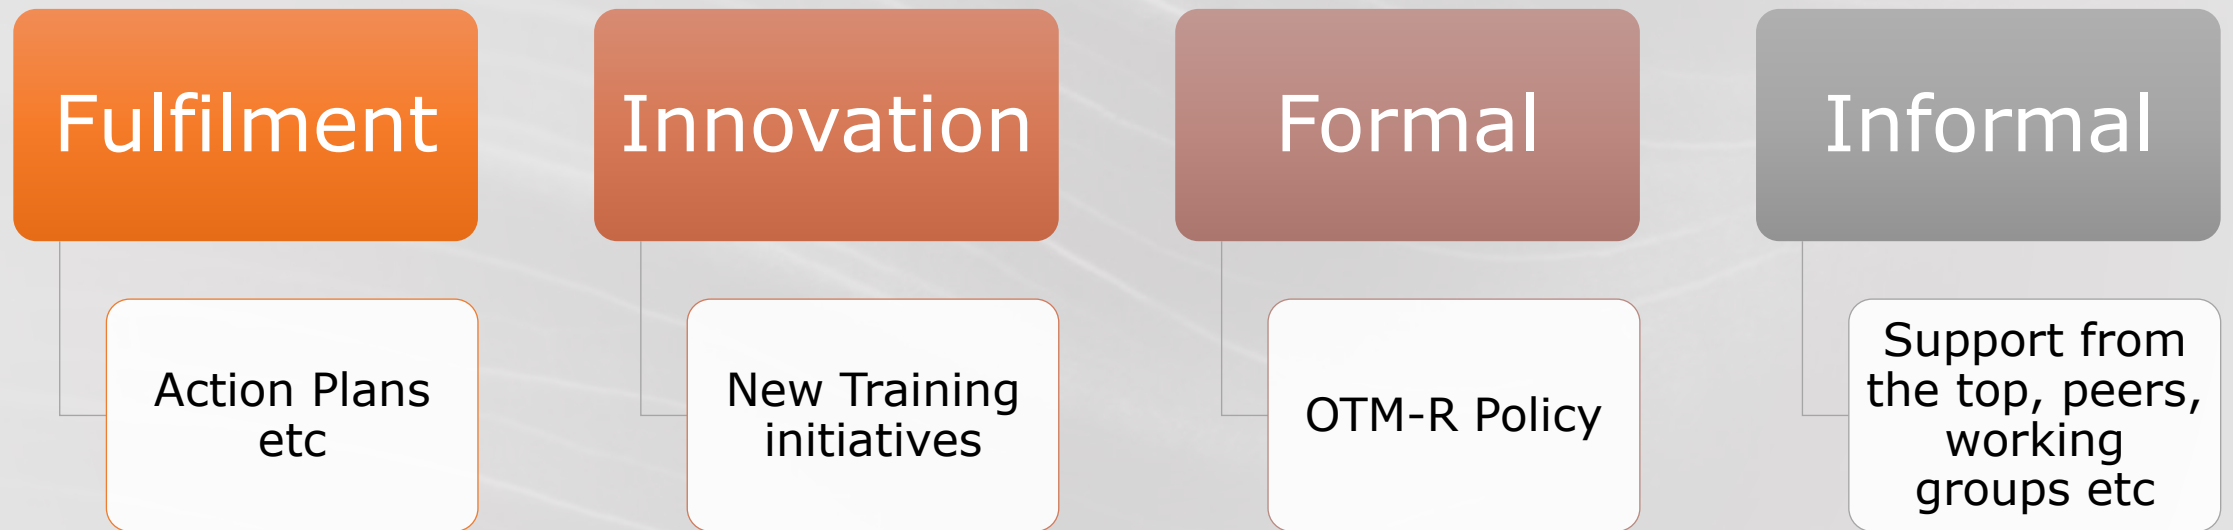 Fulfilment
Innovation
Formal
Informal
Action Plans
etc
New Training
initiatives
OTM-R Policy
Support from
the top, peers,
working
groups etc